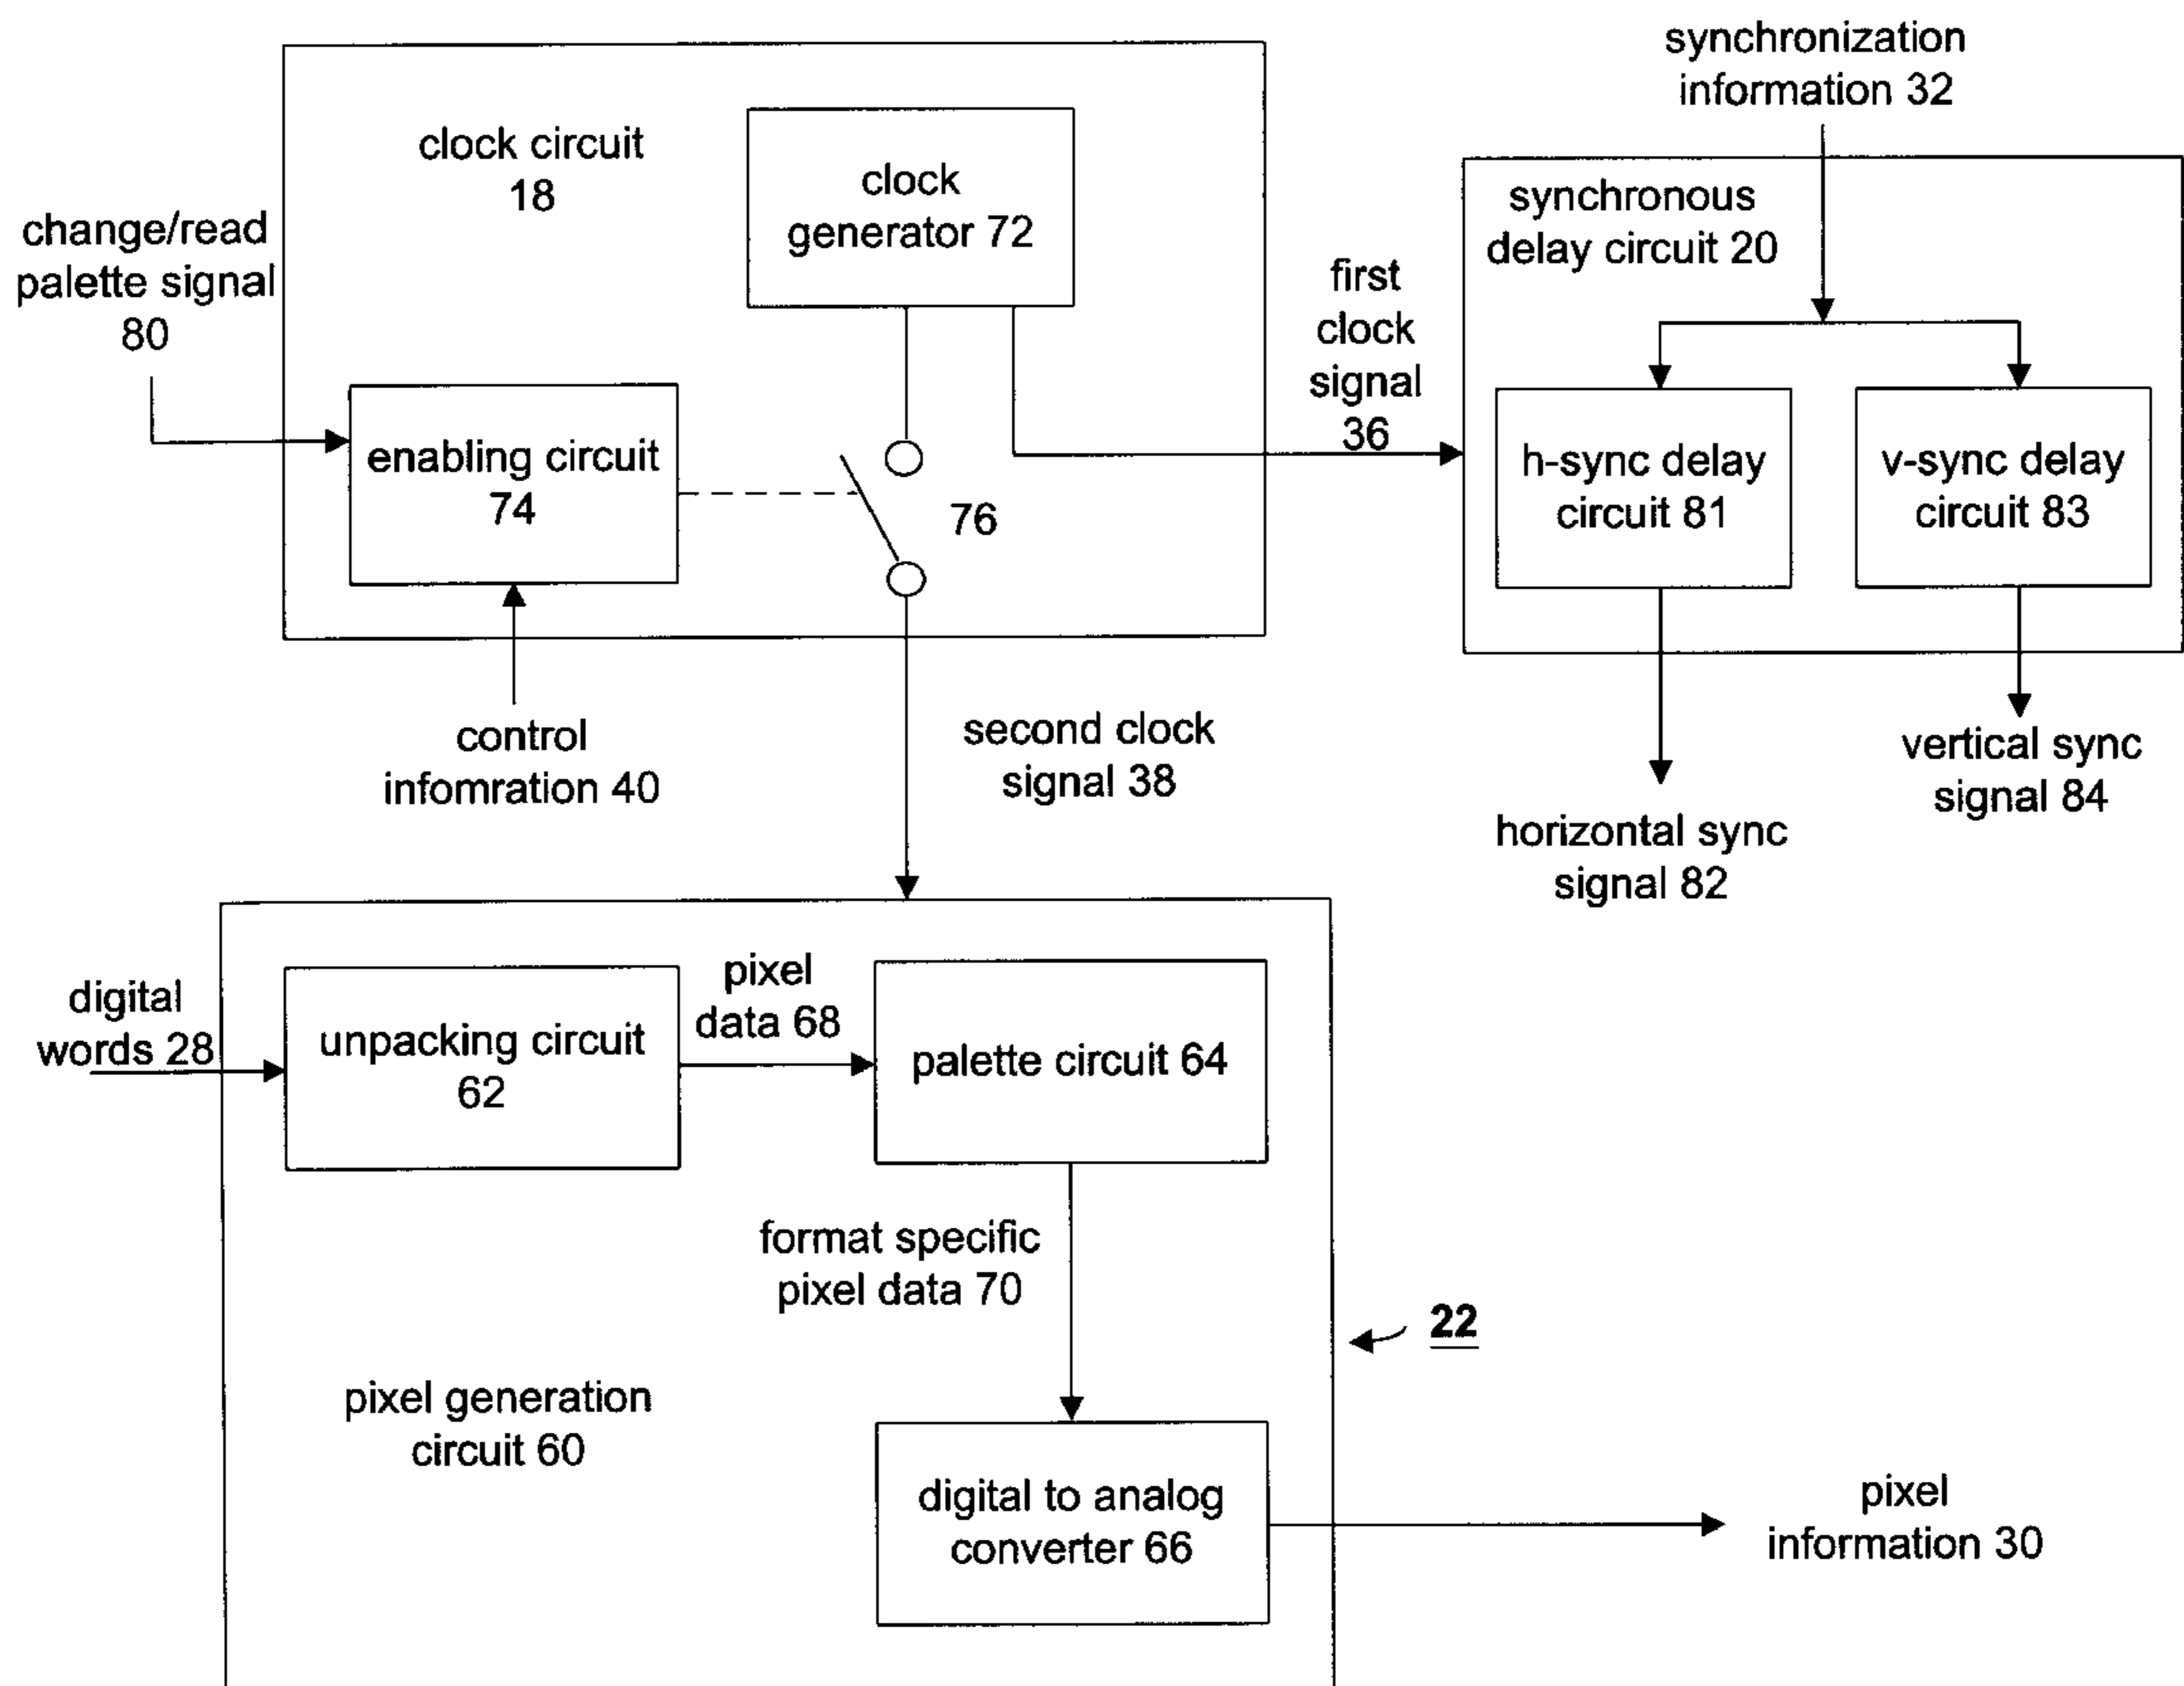 synchronization
information 32
clock circuit
18
clock
generator 72
synchronous
delay circuit 20
change/read
palette signal
80
first
clock
signal
36
enabling circuit
74
76
h-sync delay
circuit 81
v-sync delay
circuit 83
control
infomration 40
second clock
signal 38
vertical sync
signal 84
horizontal sync
signal 82
digital
words 28
unpacking circuit
62
pixel
data 68
palette circuit 64
format specific
pixel data 70
22
pixel generation
circuit 60
digital to analog
converter 66
pixel
information 30